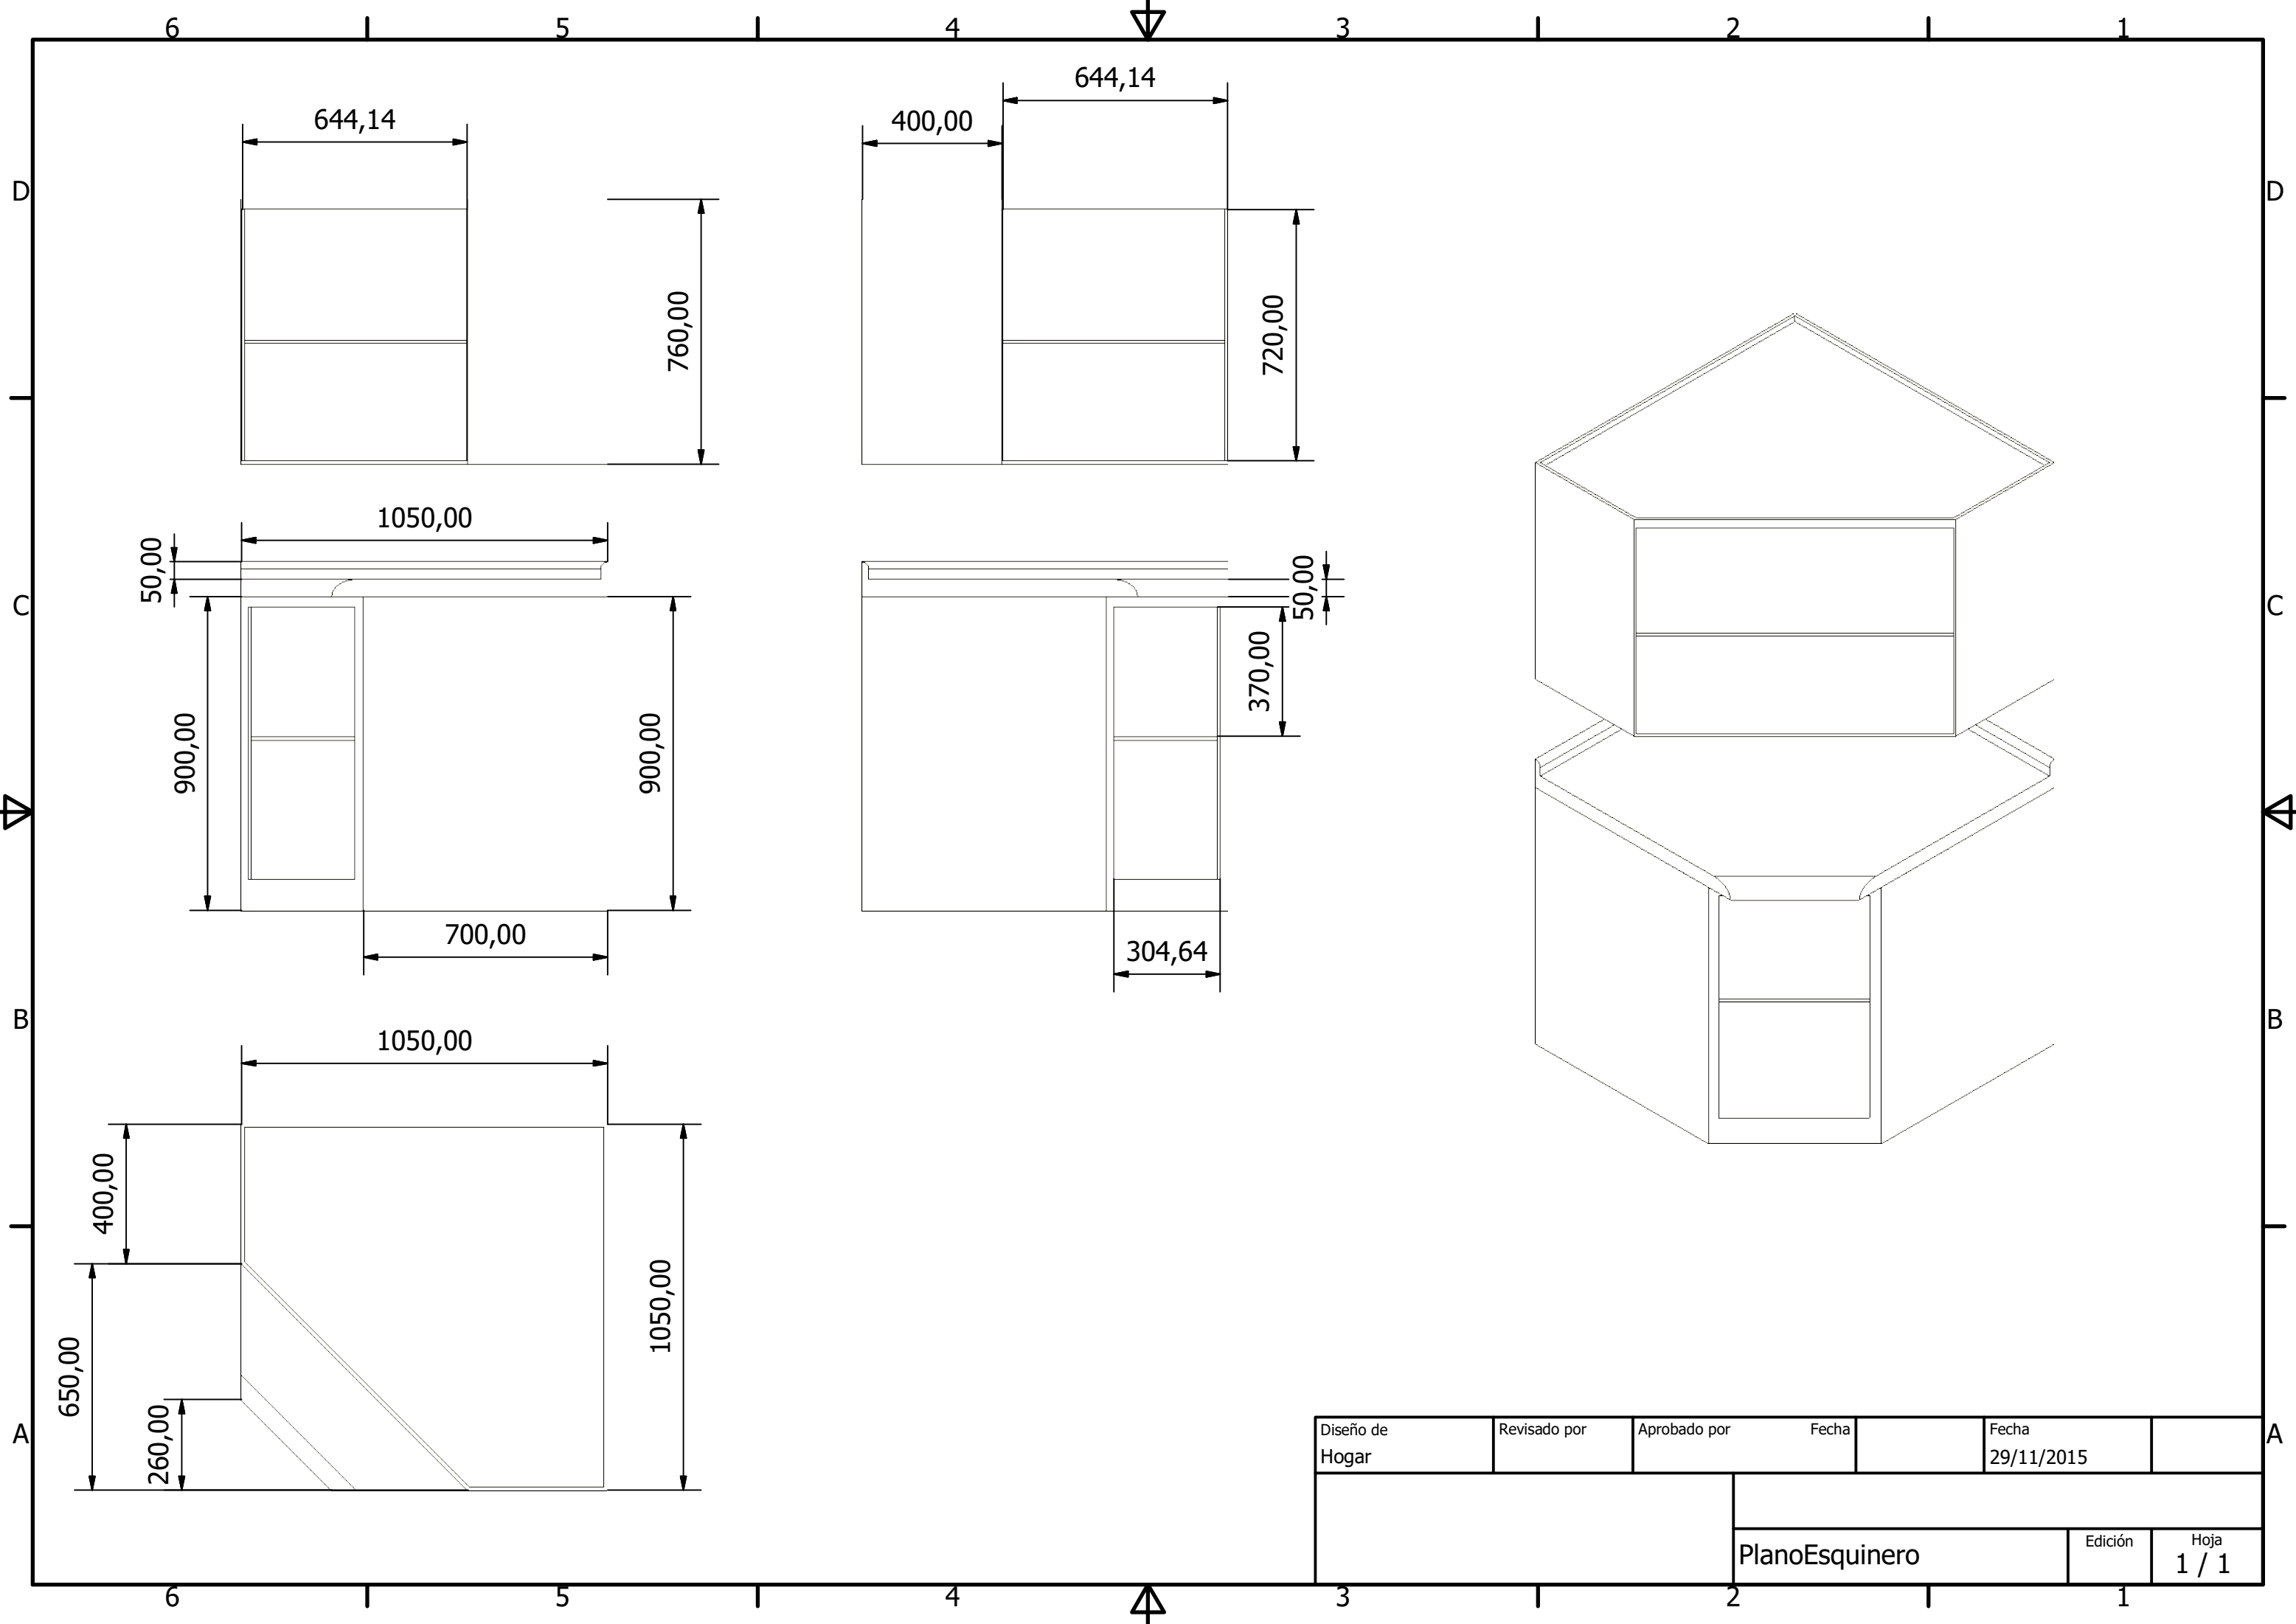 6 5 4 3 2 1
644,14
644,14
400,00
D D
760,00
720,00
1050,00
50,00
50,00
C C
370,00
900,00
900,00
700,00
304,64
B B
1050,00
400,00
1050,00
650,00
260,00
A A
Diseño de
Hogar
Revisado por
Aprobado por
Fecha
Fecha
29/11/2015
PlanoEsquinero
Edición
Hoja
1 / 1
6 5 4 3 2 1